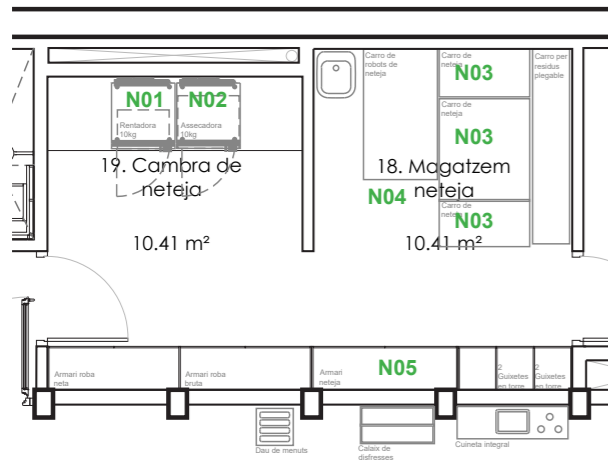 Carro de
robots de
neteja
Carro de
neteja
N03
Carro per
residus
plegable
N01
N02
Rentadora
10kg
Assecadora
10kg
Carro de
neteja
N03
19. Cambra de
neteja
10.41 m²
18. Magatzem
neteja
10.41 m²
N04
Carro de
neteja
N03
Armari roba
neta
Armari roba
bruta
Armari
neteja
N05
2
Guixetes
en torre
2
Guixetes
en torre
Dau de menuts
Calaix de
disfresses
Cuineta integral